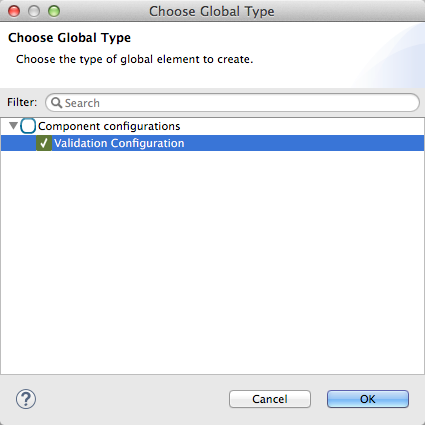 Choose Global Type
Choose Global Type
Choose the type of global element to create.
Filter: Search
Component configurations
Validation Configuration
? Cancel OK